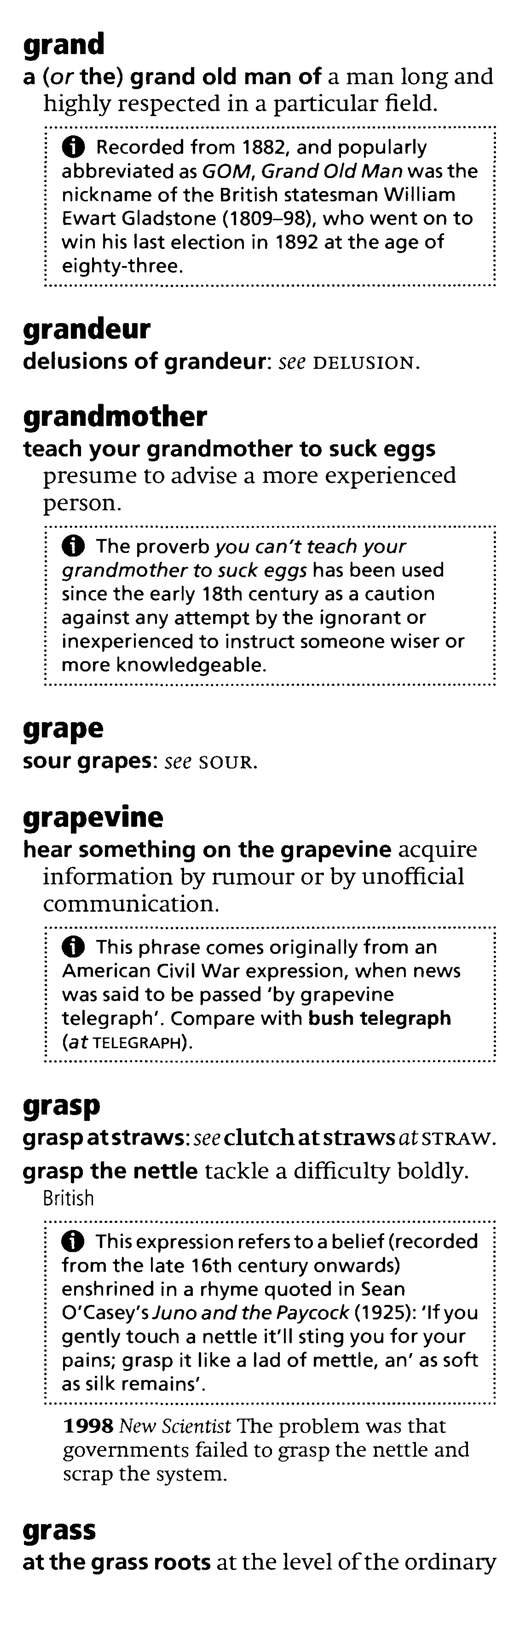 grand
a (or the) grand old man of a man long and
highly respected in a particular field.
Recorded from 1882, and popularly
abbreviated as GOM, Grand Old Man was the
nickname of the British statesman William
Ewart Gladstone (1809–98), who went on to
win his last election in 1892 at the age of
eighty-three.
grandeur
delusions of grandeur: see DELUSION.
grandmother
teach your grandmother to suck eggs
presume to advise a more experienced
person.
The proverb you can't teach your
grandmother to suck eggs has been used
since the early 18th century as a caution
against any attempt by the ignorant or
inexperienced to instruct someone wiser or
more knowledgeable.
grape
sour grapes: see SOUR.
grapevine
hear something on the grapevine acquire
information by rumour or by unofficial
communication.
This phrase comes originally from an
American Civil War expression, when news
was said to be passed 'by grapevine
telegraph'. Compare with bush telegraph
(at TELEGRAPH).
grasp
grasp at straws: see clutch at straws at STRAW.
grasp the nettle tackle a difficulty boldly.
British
This expression refers to a belief (recorded
from the late 16th century onwards)
enshrined in a rhyme quoted in Sean
O'Casey's Juno and the Paycock (1925): 'If you
gently touch a nettle it'll sting you for your
pains; grasp it like a lad of mettle, an' as soft
as silk remains'.
1998 New Scientist The problem was that
governments failed to grasp the nettle and
scrap the system.
grass
at the grass roots at the level of the ordinary